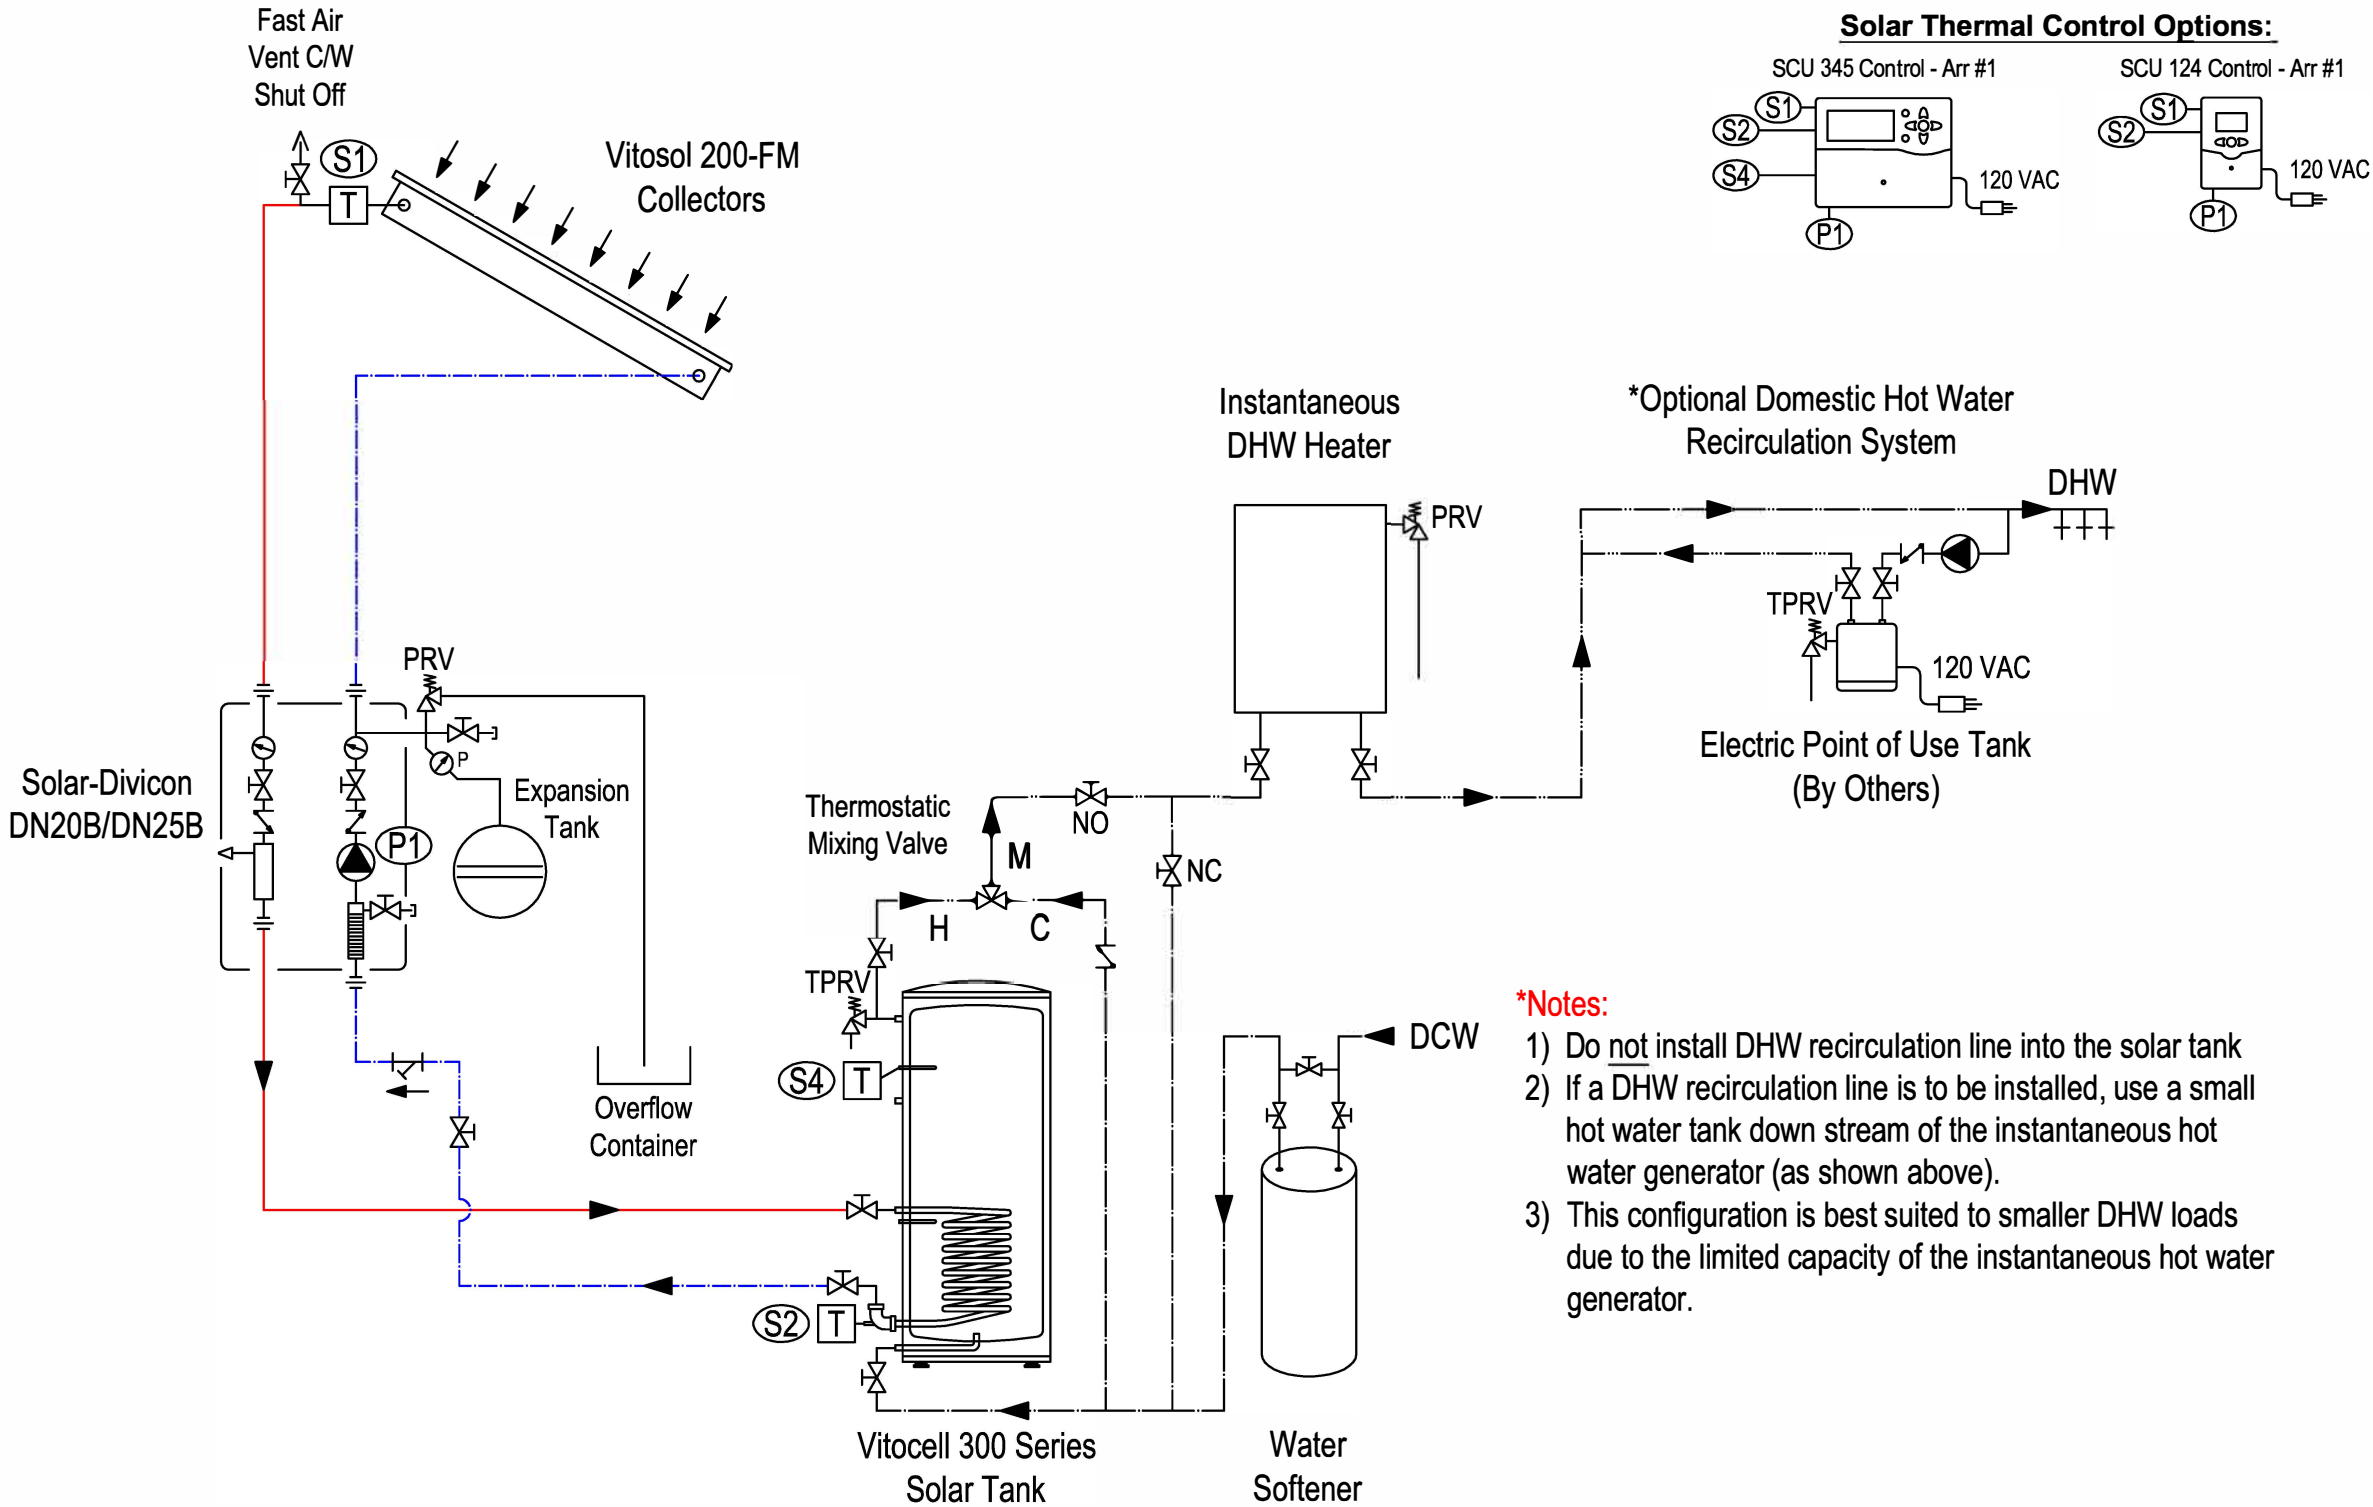 Fast Air
Vent C/W
Shut Off
S1
T
Vitosol 200-FM
Collectors
Solar Thermal Control Options:
SCU 345 Control - Arr #1
S1
S2
S4
120 VAC
P1
SCU 124 Control - Arr #1
S1
S2
120 VAC
P1
Instantaneous
DHW Heater
PRV
*Optional Domestic Hot Water
Recirculation System
DHW
TPRV
120 VAC
Electric Point of Use Tank
(By Others)
PRV
P
Solar-Divicon
DN20B/DN25B
P1
Expansion
Tank
Thermostatic
Mixing Valve
NO
M
NC
H
C
TPRV
S4
T
Overflow
Container
DCW
S2
T
Vitocell 300 Series
Solar Tank
Water
Softener
*Notes:
1) Do not install DHW recirculation line into the solar tank
2) If a DHW recirculation line is to be installed, use a small
hot water tank down stream of the instantaneous hot
water generator (as shown above).
3) This configuration is best suited to smaller DHW loads
due to the limited capacity of the instantaneous hot water
generator.